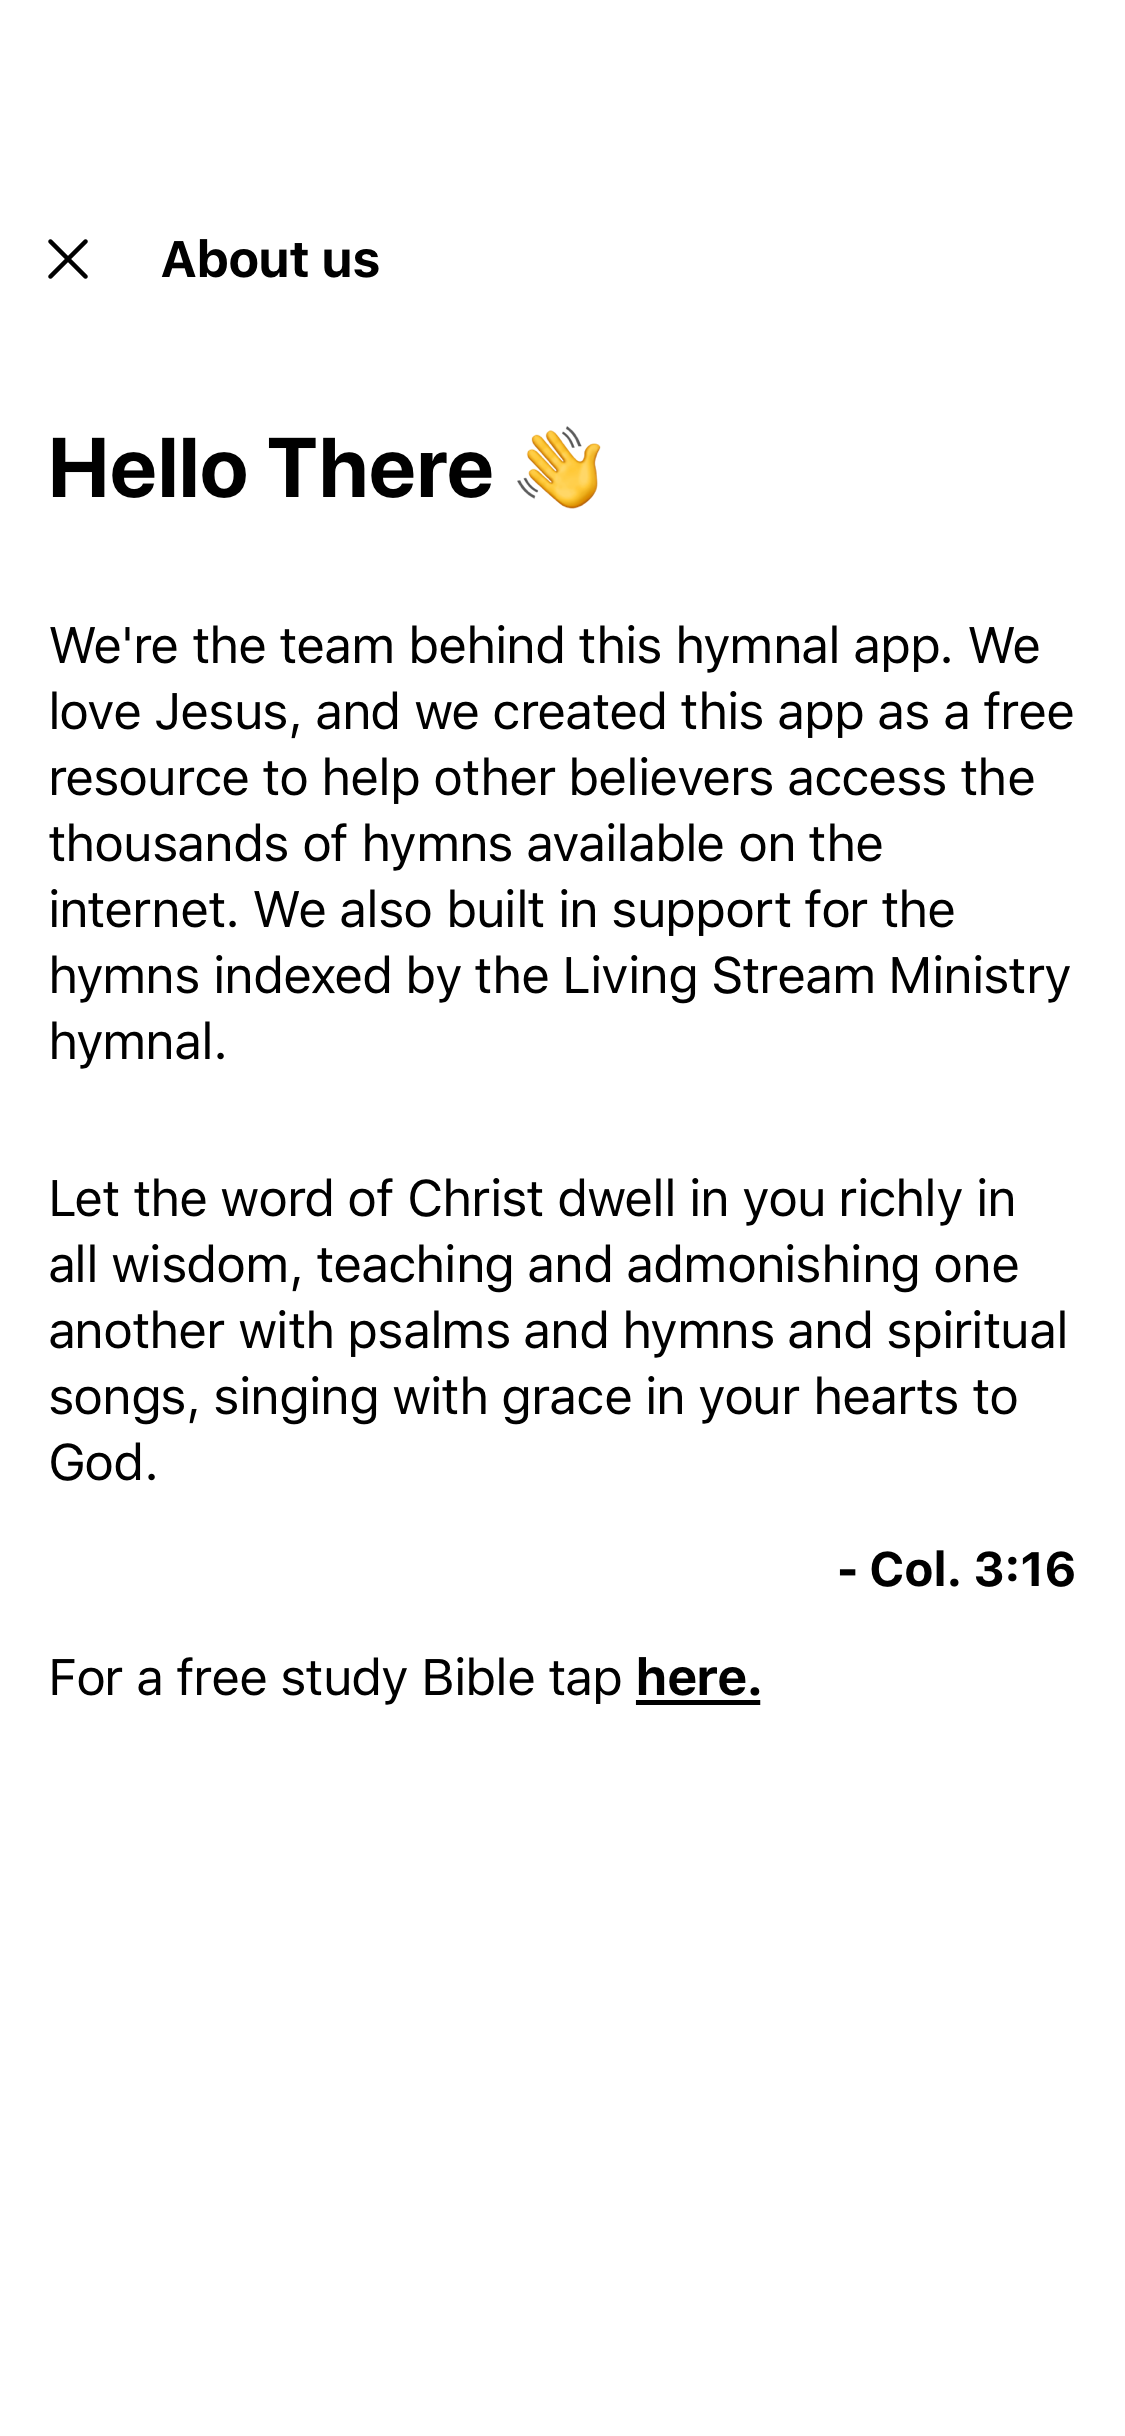 About us
Hello There 👋
We're the team behind this hymnal app. We
love Jesus, and we created this app as a free
resource to help other believers access the
thousands of hymns available on the
internet. We also built in support for the
hymns indexed by the Living Stream Ministry
hymnal.
Let the word of Christ dwell in you richly in
all wisdom, teaching and admonishing one
another with psalms and hymns and spiritual
songs, singing with grace in your hearts to
God.
- Col. 3:16
For a free study Bible tap here.